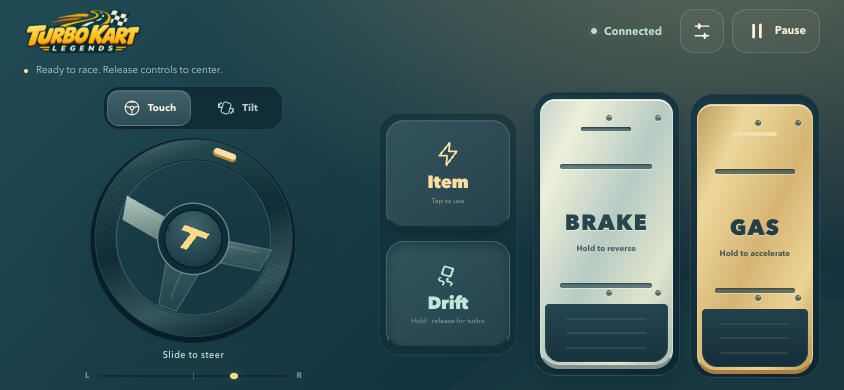 TURBO KART
LEGENDS
Connected
Pause
Ready to race. Release controls to center.
Touch
Tilt
T
Slide to steer
L
R
Item
Tap to use
Drift
Hold · release for turbo
BRAKE
Hold to reverse
GAS
Hold to accelerate